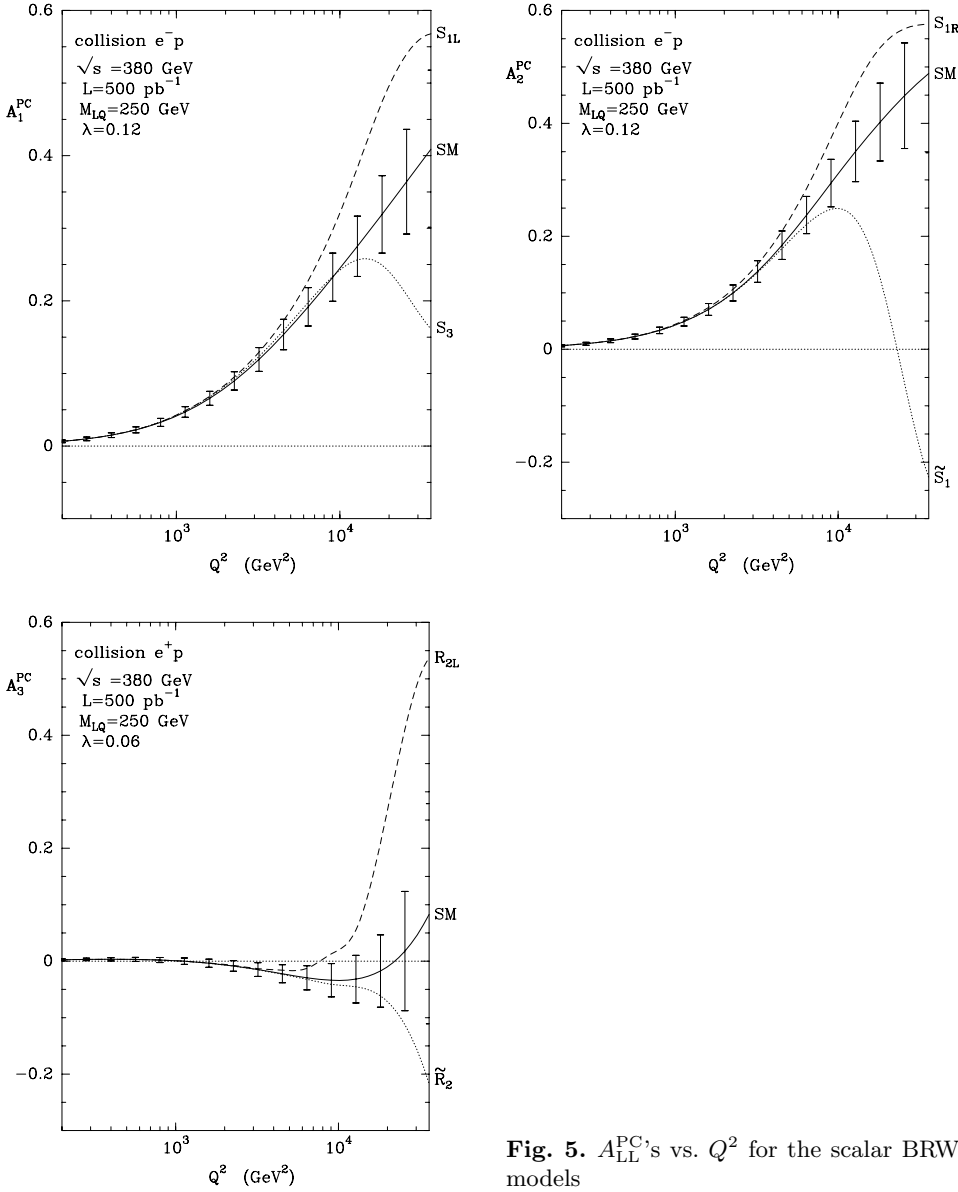 0.6
0.4
0.2
0
A₁^PC
collision e⁻p
√s =380 GeV
L=500 pb⁻¹
M_LQ=250 GeV
λ=0.12
S₁L
SM
S₃
10³
10⁴
Q² (GeV²)
0.6
0.4
0.2
0
−0.2
A₂^PC
collision e⁻p
√s =380 GeV
L=500 pb⁻¹
M_LQ=250 GeV
λ=0.12
S₁R
SM
S̃₁
10³
10⁴
Q² (GeV²)
0.6
0.4
0.2
0
−0.2
A₃^PC
collision e⁺p
√s =380 GeV
L=500 pb⁻¹
M_LQ=250 GeV
λ=0.06
R₂L
SM
R̃₂
10³
10⁴
Q² (GeV²)
Fig. 5. A_LL^PC's vs. Q² for the scalar BRW
models